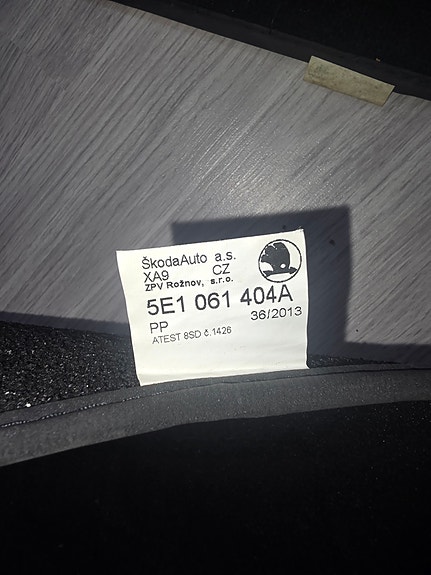 ŠkodaAuto a.s.
XA9 CZ
ZPV Rožnov, s.r.o.
5E1 061 404A
PP 36/2013
ATEST 8SD č.1426